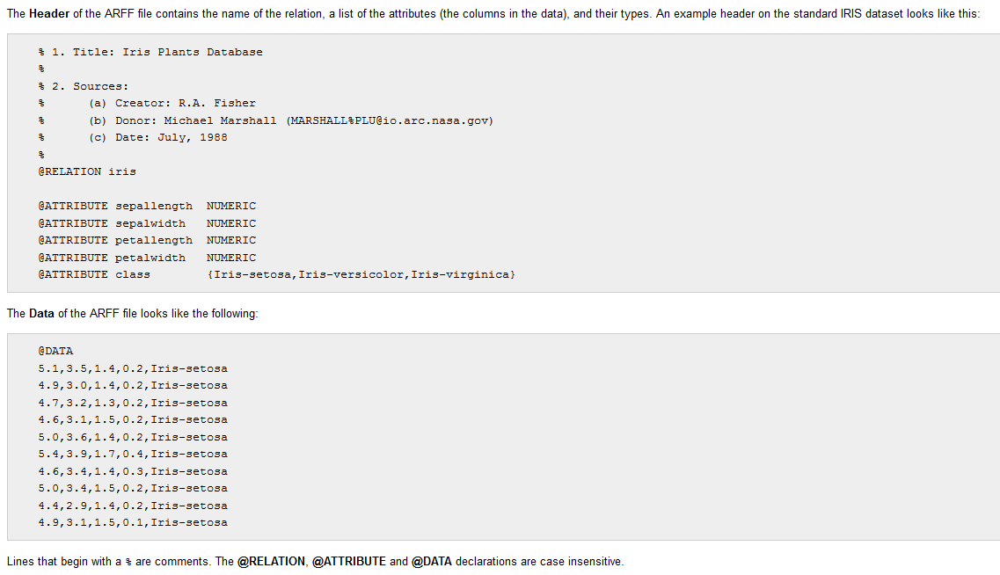 The Header of the ARFF file contains the name of the relation, a list of the attributes (the columns in the data), and their types. An example header on the standard IRIS dataset looks like this:
% 1. Title: Iris Plants Database
%
% 2. Sources:
%      (a) Creator: R.A. Fisher
%      (b) Donor: Michael Marshall (MARSHALL%PLU@io.arc.nasa.gov)
%      (c) Date: July, 1988
%
@RELATION iris
@ATTRIBUTE sepallength  NUMERIC
@ATTRIBUTE sepalwidth   NUMERIC
@ATTRIBUTE petallength  NUMERIC
@ATTRIBUTE petalwidth   NUMERIC
@ATTRIBUTE class        {Iris-setosa,Iris-versicolor,Iris-virginica}
The Data of the ARFF file looks like the following:
@DATA
5.1,3.5,1.4,0.2,Iris-setosa
4.9,3.0,1.4,0.2,Iris-setosa
4.7,3.2,1.3,0.2,Iris-setosa
4.6,3.1,1.5,0.2,Iris-setosa
5.0,3.6,1.4,0.2,Iris-setosa
5.4,3.9,1.7,0.4,Iris-setosa
4.6,3.4,1.4,0.3,Iris-setosa
5.0,3.4,1.5,0.2,Iris-setosa
4.4,2.9,1.4,0.2,Iris-setosa
4.9,3.1,1.5,0.1,Iris-setosa
Lines that begin with a % are comments. The @RELATION, @ATTRIBUTE and @DATA declarations are case insensitive.